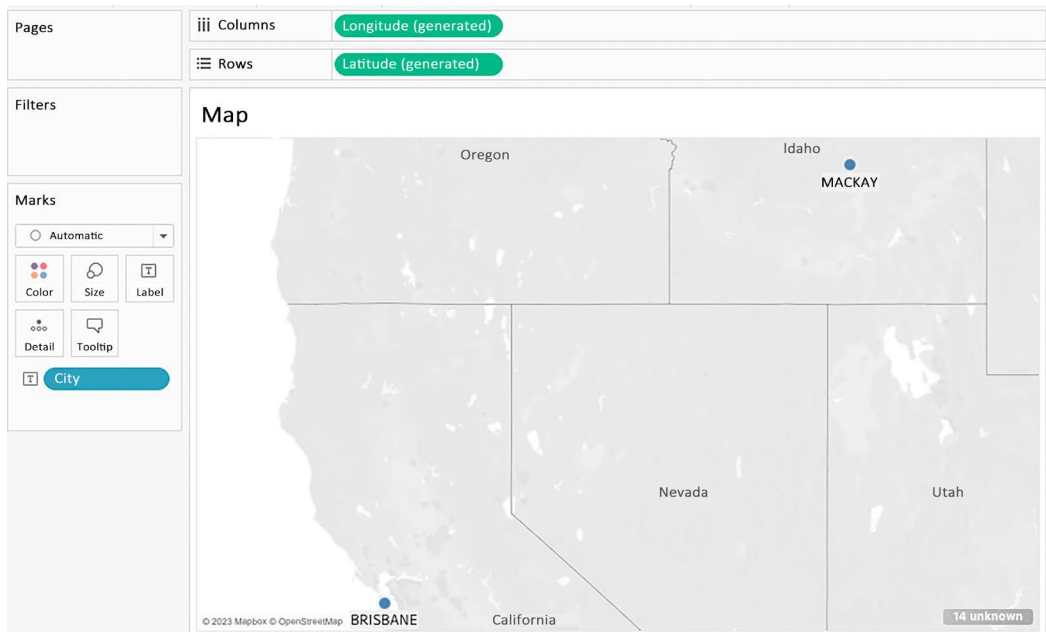 Pages
Columns
Longitude (generated)
Rows
Latitude (generated)
Filters
Map
Marks
Automatic
Color
Size
T
Label
Detail
Tooltip
T
City
Oregon
Idaho
MACKAY
Nevada
Utah
California
BRISBANE
© 2023 Mapbox © OpenStreetMap
14 unknown